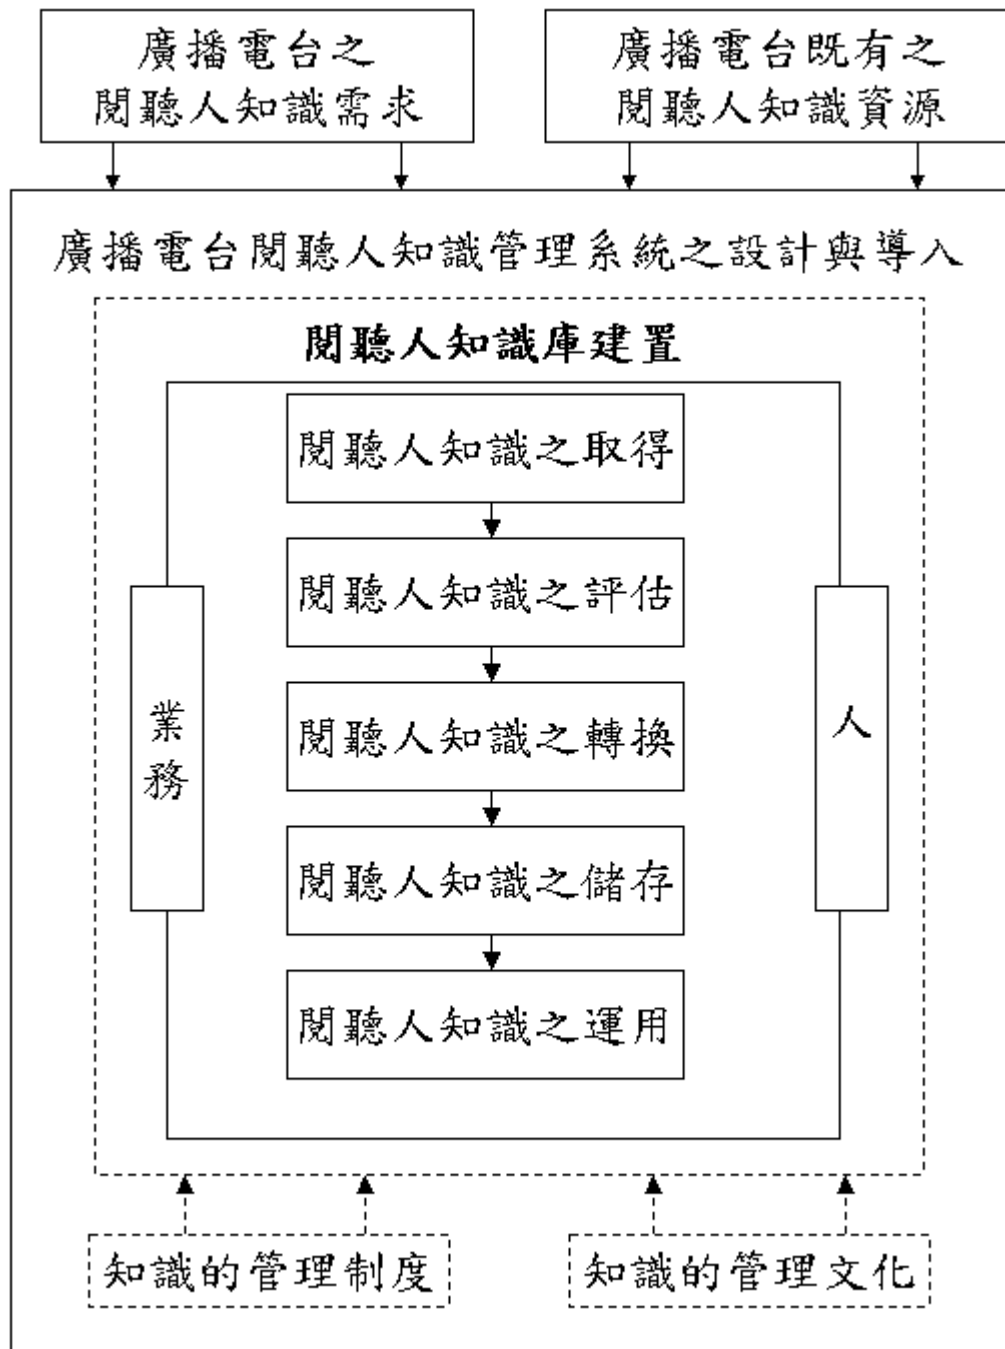 廣播電台之
閱聽人知識需求
廣播電台既有之
閱聽人知識資源
廣播電台閱聽人知識管理系統之設計與導入
閱聽人知識庫建置
閱聽人知識之取得
閱聽人知識之評估
閱聽人知識之轉換
閱聽人知識之儲存
閱聽人知識之運用
業
務
人
知識的管理制度
知識的管理文化